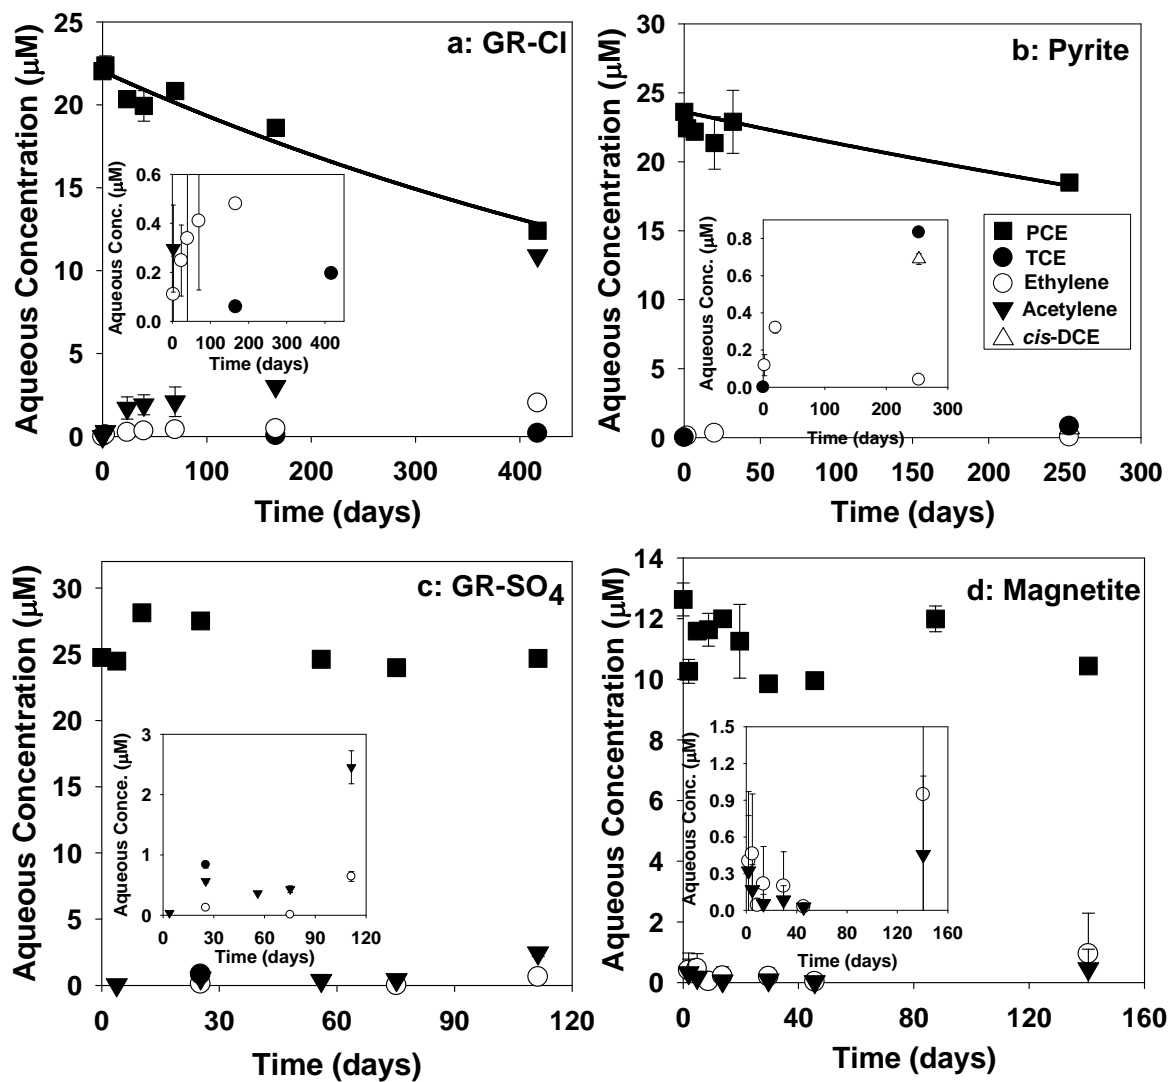 a: GR-Cl
Aqueous Concentration (μM)
25
20
15
10
5
0
0 100 200 300 400
Time (days)
Aqueous Conc. (μM)
0.6
0.4
0.2
0.0
0 100 200 300 400
Time (days)
b: Pyrite
Aqueous Concentration (μM)
30
25
20
15
10
5
0
0 50 100 150 200 250 300
Time (days)
Aqueous Conc. (μM)
0.8
0.6
0.4
0.2
0.0
0 100 200 300
Time (days)
PCE
TCE
Ethylene
Acetylene
cis-DCE
c: GR-SO4
Aqueous Concentration (μM)
30
25
20
15
10
5
0
0 30 60 90 120
Time (days)
Aqueous Conce. (μM)
3
2
1
0
0 30 60 90 120
Time (days)
d: Magnetite
Aqueous Concentration (μM)
14
12
10
8
6
4
2
0
0 40 80 120 160
Time (days)
Aqueous Conc. (μM)
1.5
1.2
0.9
0.6
0.3
0.0
0 40 80 120 160
Time (days)